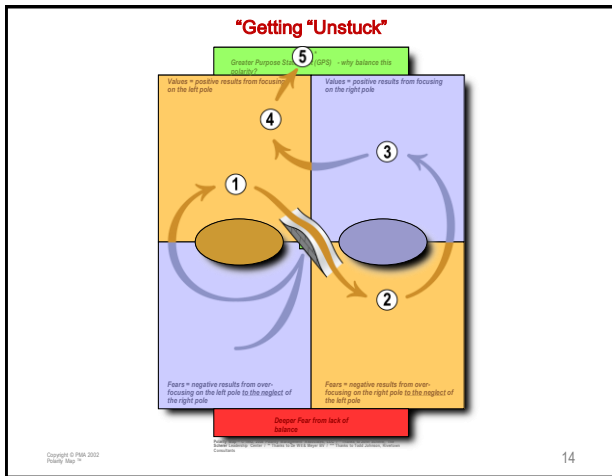 "Getting "Unstuck"
5
Greater Purpose (GPS) - why balance this
polarity?
Values = positive results from focusing
on the left pole
Values = positive results from focusing
on the right pole
4
3
1
2
Fears = negative results from over-
focusing on the left pole to the neglect of
the left pole
Fears = negative results from over-
focusing on the right pole to the neglect of
the left pole
Deeper Fear from lack of
balance
Copyright © PMA 2002
Polarity Map ™
14